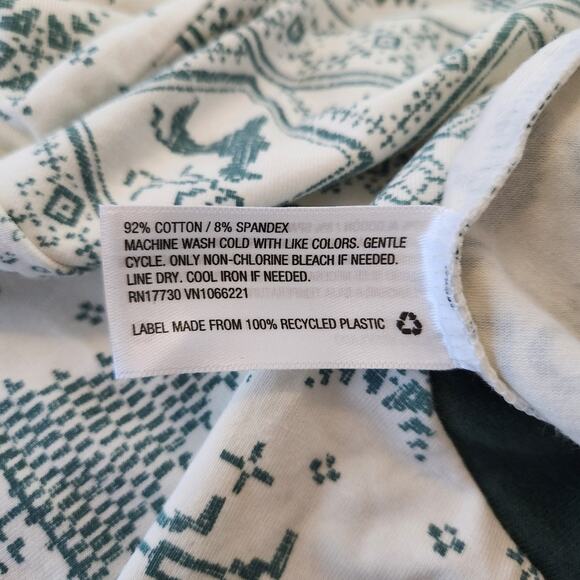 92% COTTON / 8% SPANDEX
MACHINE WASH COLD WITH LIKE COLORS. GENTLE
CYCLE. ONLY NON-CHLORINE BLEACH IF NEEDED.
LINE DRY. COOL IRON IF NEEDED.
RN17730 VN1066221
LABEL MADE FROM 100% RECYCLED PLASTIC